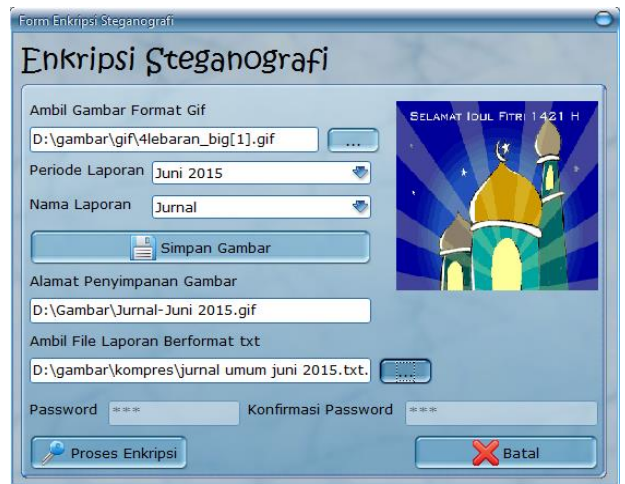 Form Enkripsi Steganografi
Enkripsi Steganografi
Ambil Gambar Format Gif
D:\gambar\gif\4lebaran_big[1].gif
...
Periode Laporan Juni 2015
Nama Laporan Jurnal
Simpan Gambar
Alamat Penyimpanan Gambar
D:\Gambar\Jurnal-Juni 2015.gif
Ambil File Laporan Berformat txt
D:\gambar\kompres\jurnal umum juni 2015.txt.
...
Password *** Konfirmasi Password ***
Proses Enkripsi
Batal
SELAMAT IDUL FITRI 1421 H